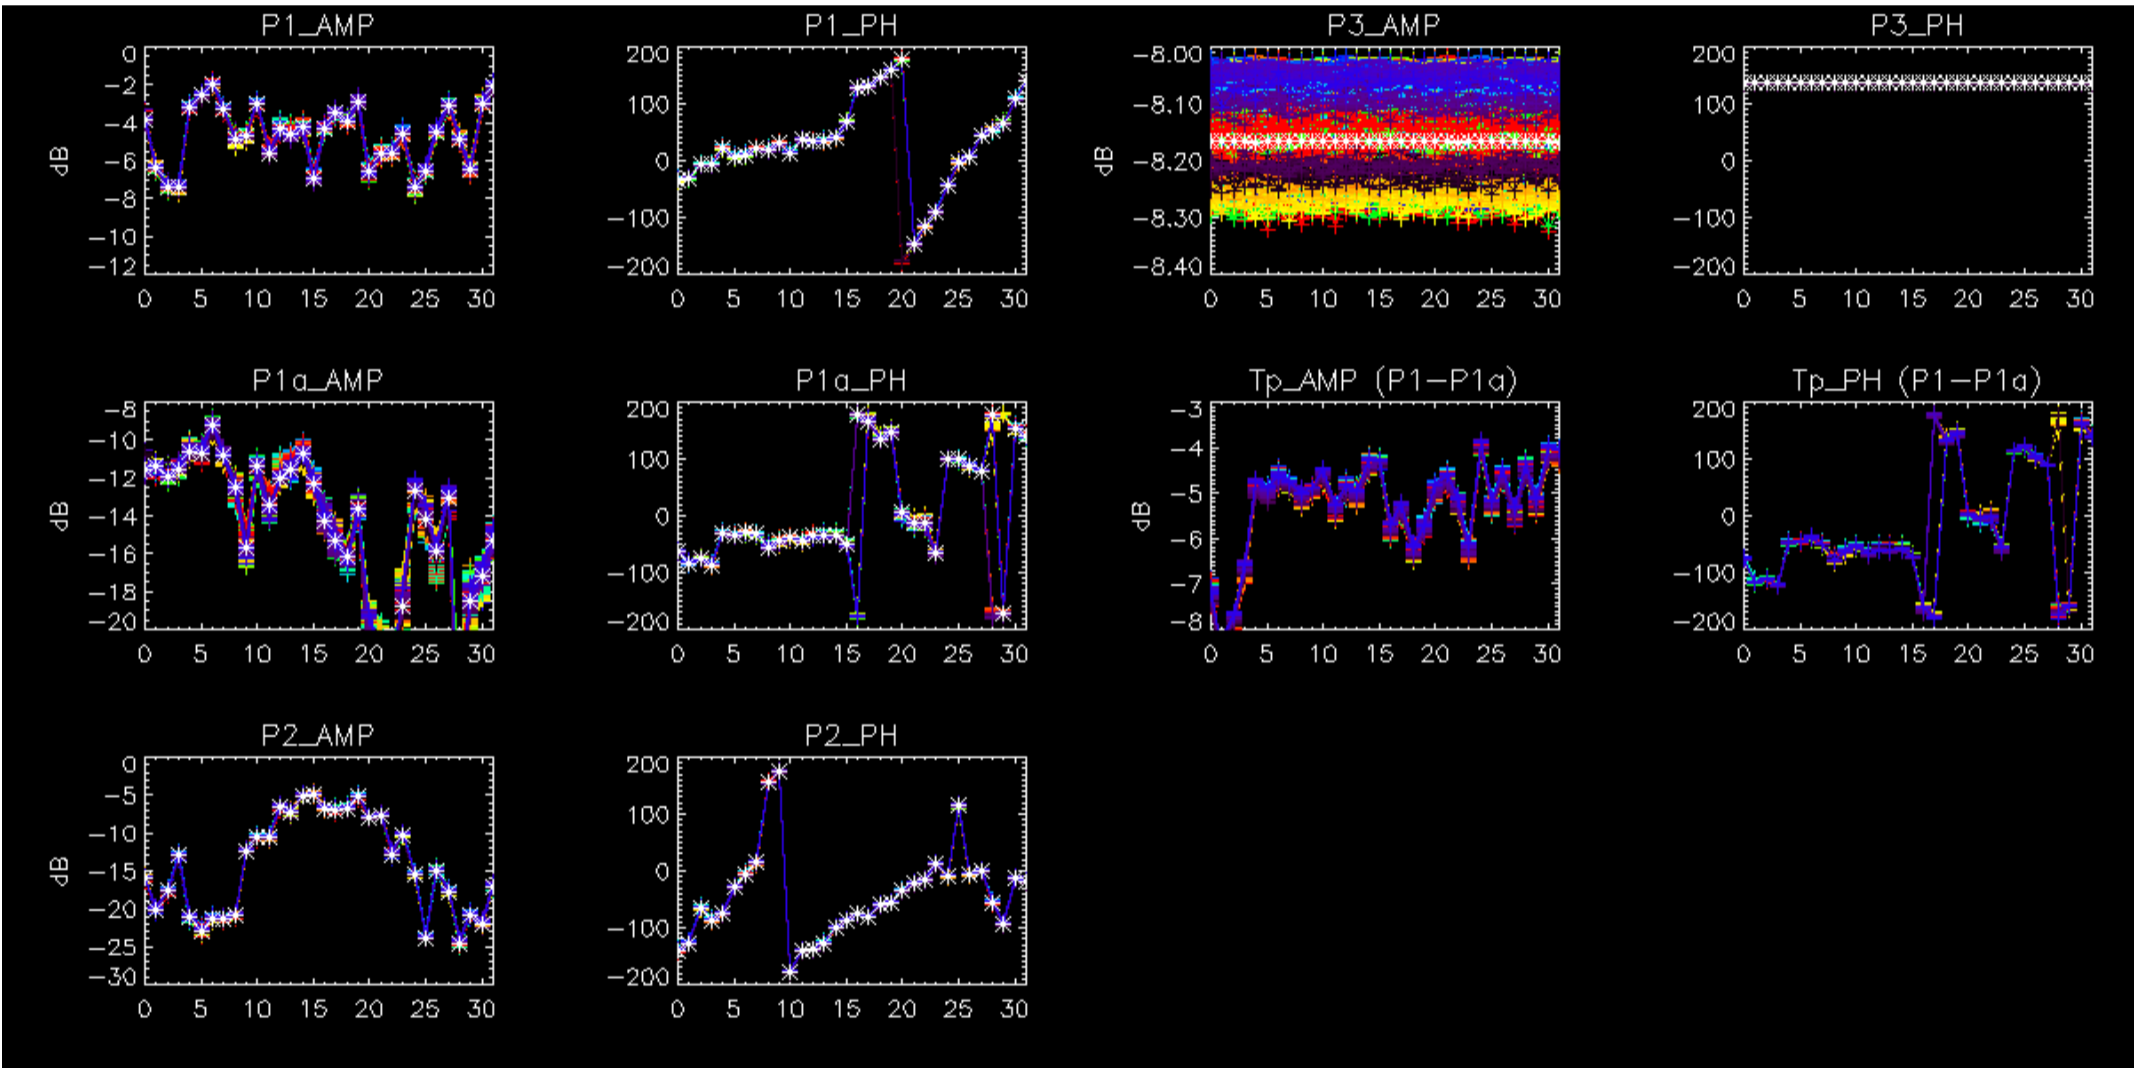 P1_AMP
P1_PH
P3_AMP
P3_PH
dB
0
-2
-4
-6
-8
-10
-12
0 5 10 15 20 25 30
200
100
0
-100
-200
0 5 10 15 20 25 30
dB
-8.00
-8.10
-8.20
-8.30
-8.40
0 5 10 15 20 25 30
200
100
0
-100
-200
0 5 10 15 20 25 30
P1a_AMP
P1a_PH
Tp_AMP (P1-P1a)
Tp_PH (P1-P1a)
dB
-8
-10
-12
-14
-16
-18
-20
0 5 10 15 20 25 30
200
100
0
-100
-200
0 5 10 15 20 25 30
dB
-3
-4
-5
-6
-7
-8
0 5 10 15 20 25 30
200
100
0
-100
-200
0 5 10 15 20 25 30
P2_AMP
P2_PH
dB
0
-5
-10
-15
-20
-25
-30
0 5 10 15 20 25 30
200
100
0
-100
-200
0 5 10 15 20 25 30